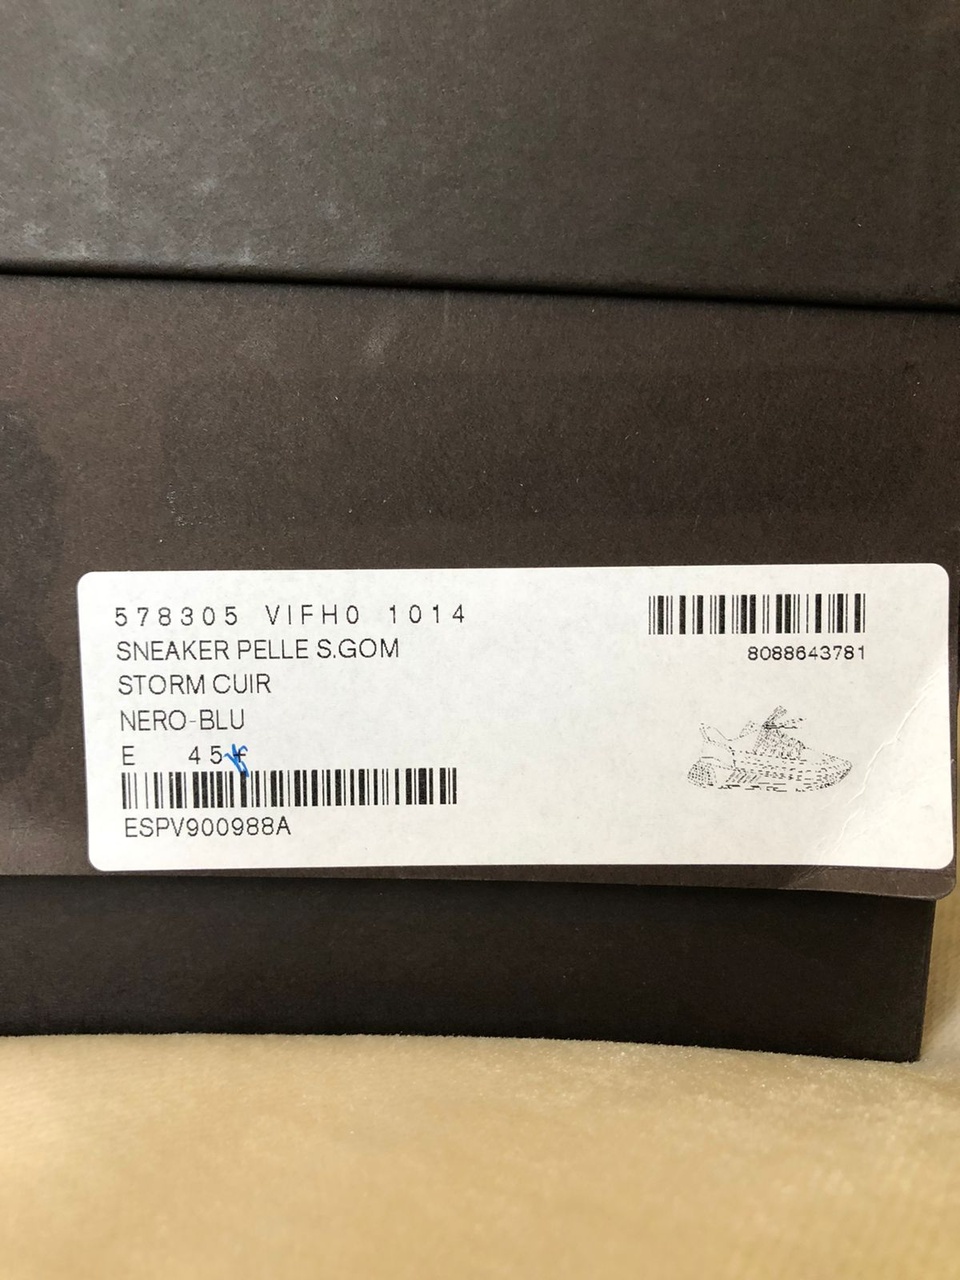 578305 VIFH0 1014
SNEAKER PELLE S.GOM
STORM CUIR
NERO-BLU
E 45
ESPV900988A
8088643781